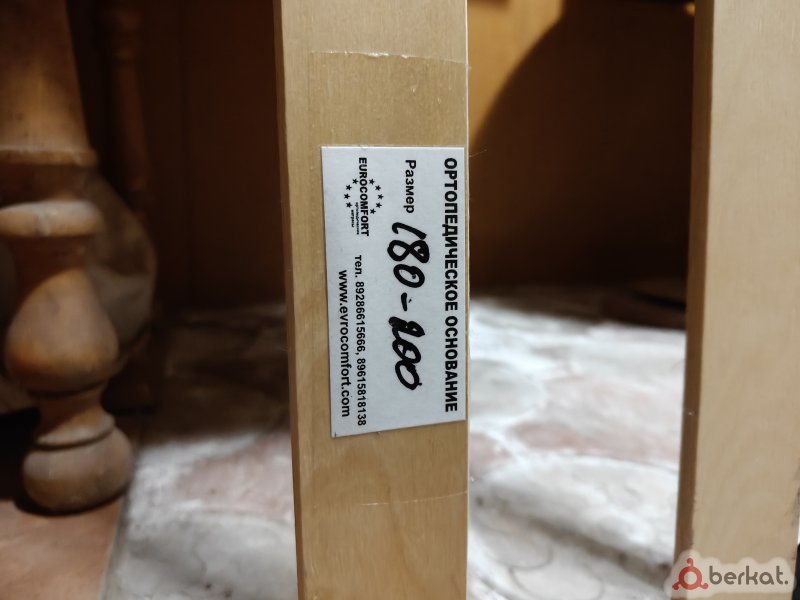 ОРТОПЕДИЧЕСКОЕ ОСНОВАНИЕ
Размер 180-200
EUROCOMFORT
тел. 89286615666, 89615818138
www.evrocomfort.com
berkat.